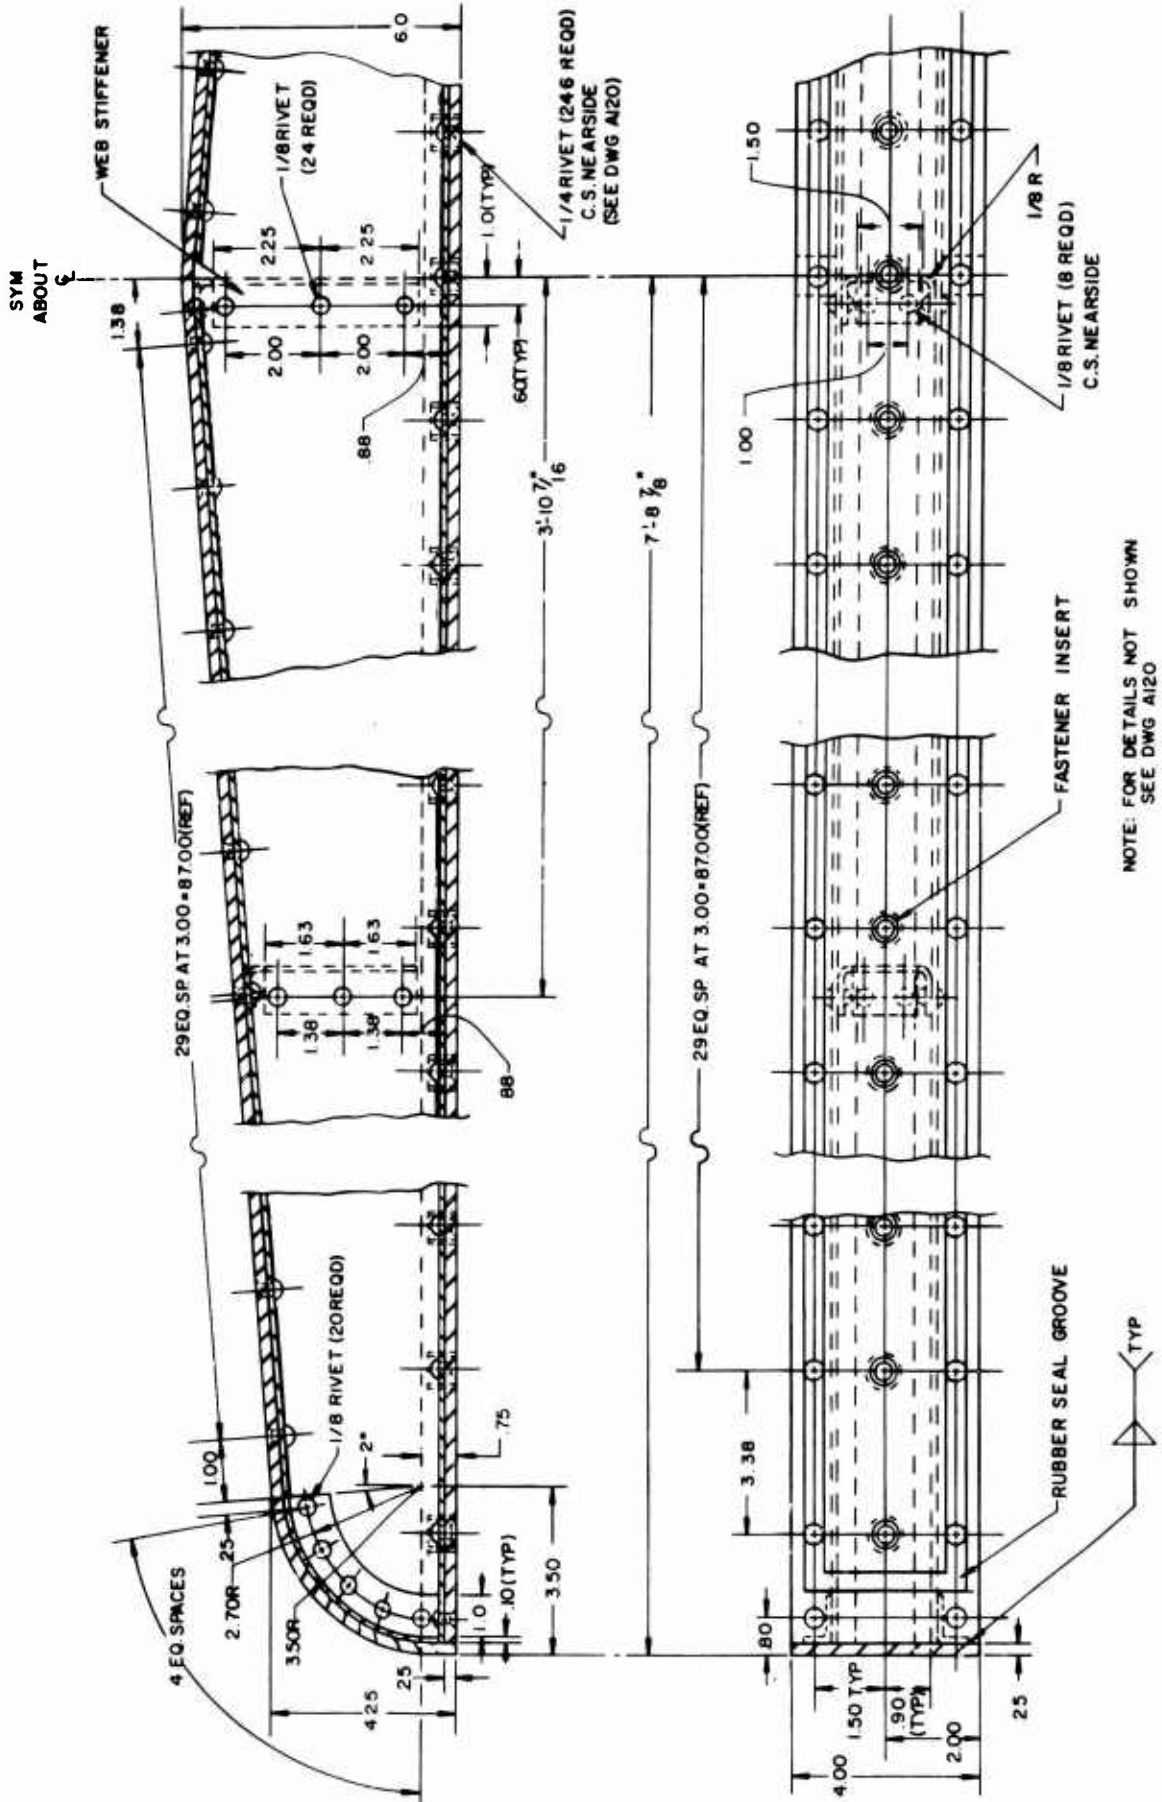 SYM
ABOUT
℄
1.38
WEB STIFFENER
1/8 RIVET
(24 REQD)
6.0
2.25
2.25
2.00
2.00
.88
1.0(TYP)
.60(TYP)
1/4 RIVET (246 REQD)
C.S. NEARSIDE
(SEE DWG A120)
29 EQ. SP AT 3.00=87.00(REF)
3'-10 7/16
1.63
1.63
1.38
1.38
.88
4 EQ. SPACES
1.00
.25
2.70R
3.50R
1/8 RIVET (20 REQD)
2°
.75
4.25
.25
1.0
.10(TYP)
3.50
7'-8 7/8"
29 EQ. SP AT 3.00=87.00(REF)
3.38
.80
1.50 TYP
.90
(TYP)
2.00
4.00
.25
1.50
1.00
1/8 R
1/8 RIVET (8 REQD)
C.S. NEARSIDE
FASTENER INSERT
RUBBER SEAL GROOVE
TYP
NOTE: FOR DETAILS NOT SHOWN
SEE DWG A120